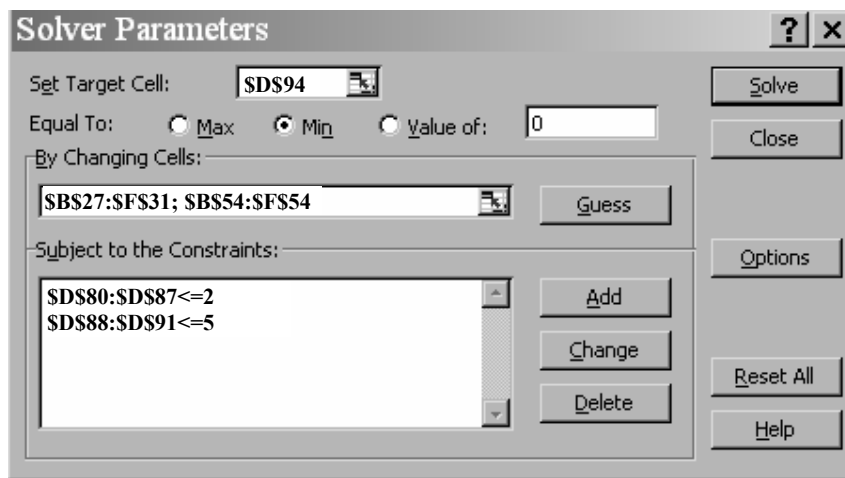 Solver Parameters ? ×
Set Target Cell: $D$94 Solve
Equal To: Max Min Value of: 0 Close
By Changing Cells:
$B$27:$F$31; $B$54:$F$54 Guess
Subject to the Constraints: Options
$D$80:$D$87<=2 Add
$D$88:$D$91<=5
Change
Reset All
Delete
Help